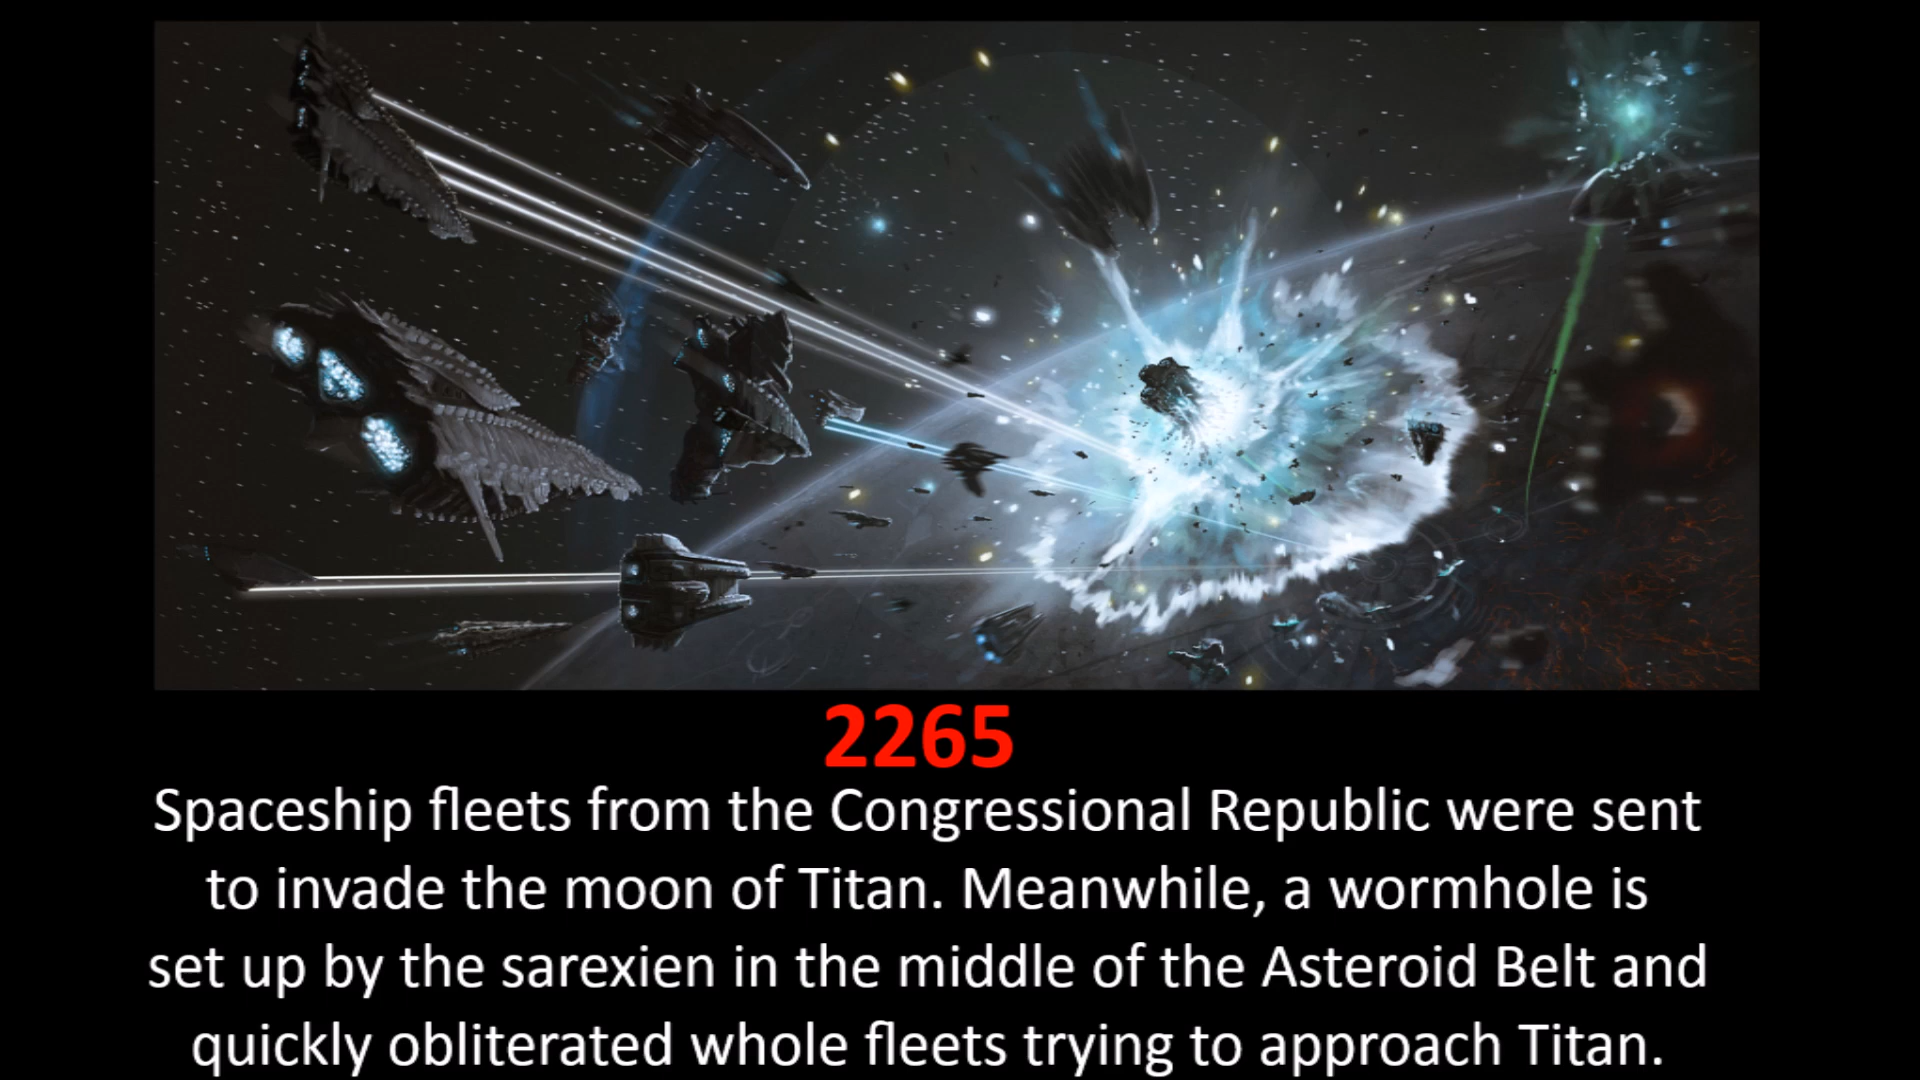 2265
Spaceship fleets from the Congressional Republic were sent
to invade the moon of Titan. Meanwhile, a wormhole is
set up by the sarexien in the middle of the Asteroid Belt and
quickly obliterated whole fleets trying to approach Titan.